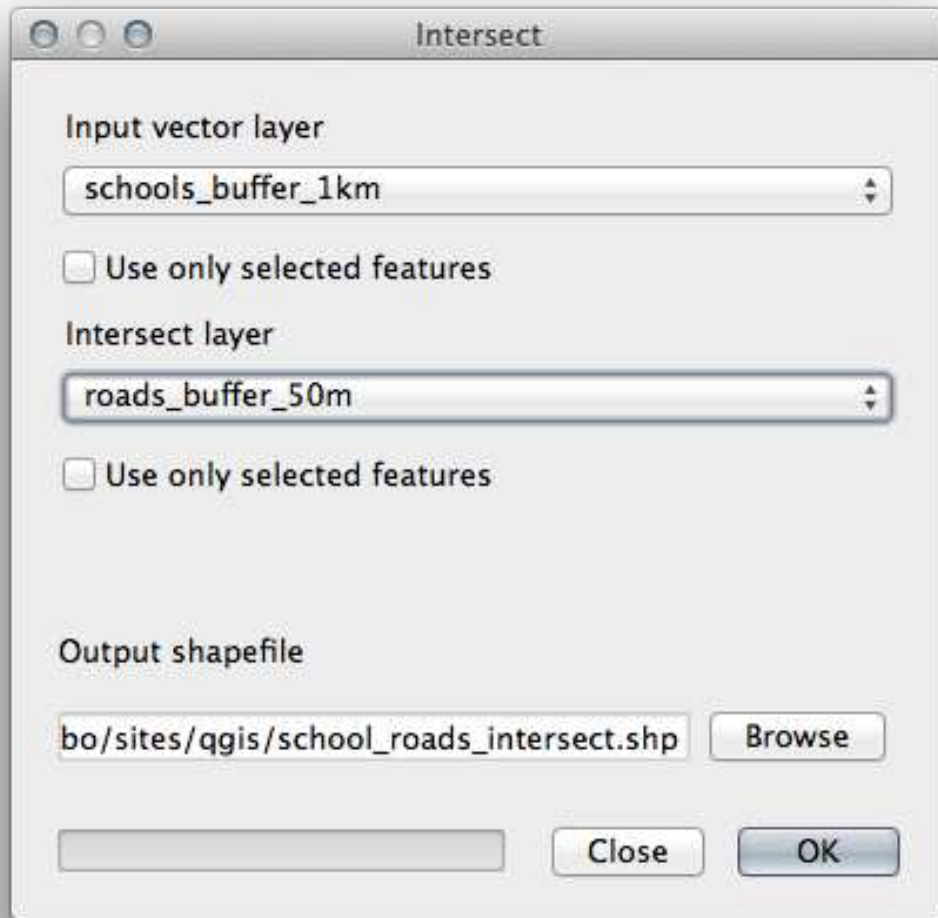 Intersect
Input vector layer
schools_buffer_1km
Use only selected features
Intersect layer
roads_buffer_50m
Use only selected features
Output shapefile
bo/sites/qgis/school_roads_intersect.shp
Browse
Close
OK